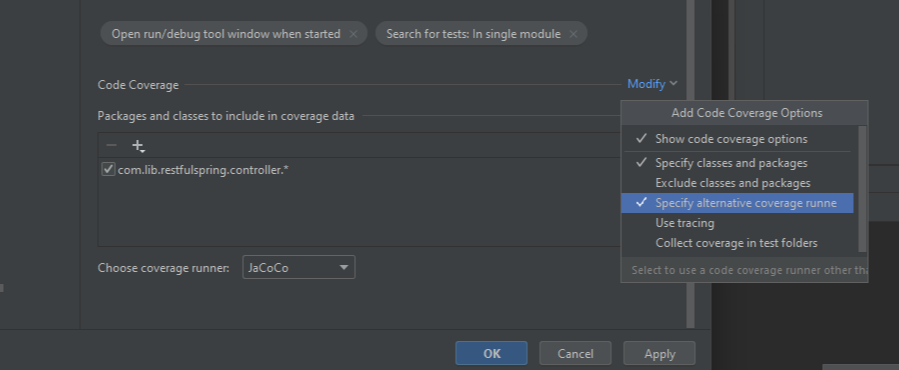 Open run/debug tool window when started
Search for tests: In single module
Code Coverage
Modify
Packages and classes to include in coverage data
com.lib.restfulspring.controller.*
Choose coverage runner:
JaCoCo
Add Code Coverage Options
Show code coverage options
Specify classes and packages
Exclude classes and packages
Specify alternative coverage runne
Use tracing
Collect coverage in test folders
Select to use a code coverage runner other tha
OK
Cancel
Apply